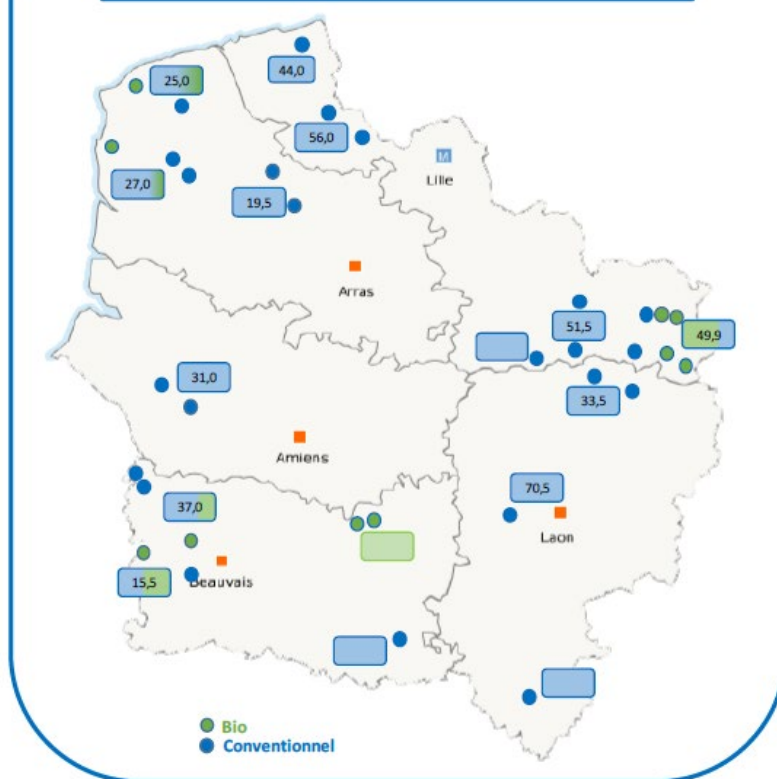 44,0
25,0
56,0
M
Lille
27,0
19,5
Arras
51,5
49,9
31,0
33,5
Amiens
70,5
37,0
Laon
15,5
Beauvais
Bio
Conventionnel